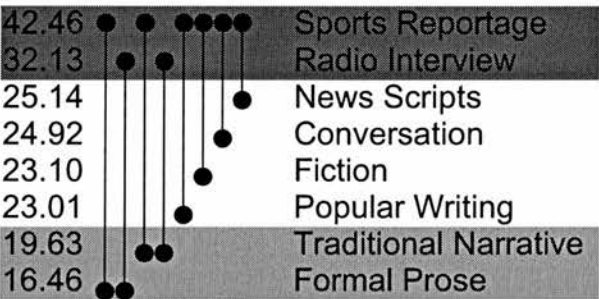 42.46 Sports Reportage
32.13 Radio Interview
25.14 News Scripts
24.92 Conversation
23.10 Fiction
23.01 Popular Writing
19.63 Traditional Narrative
16.46 Formal Prose